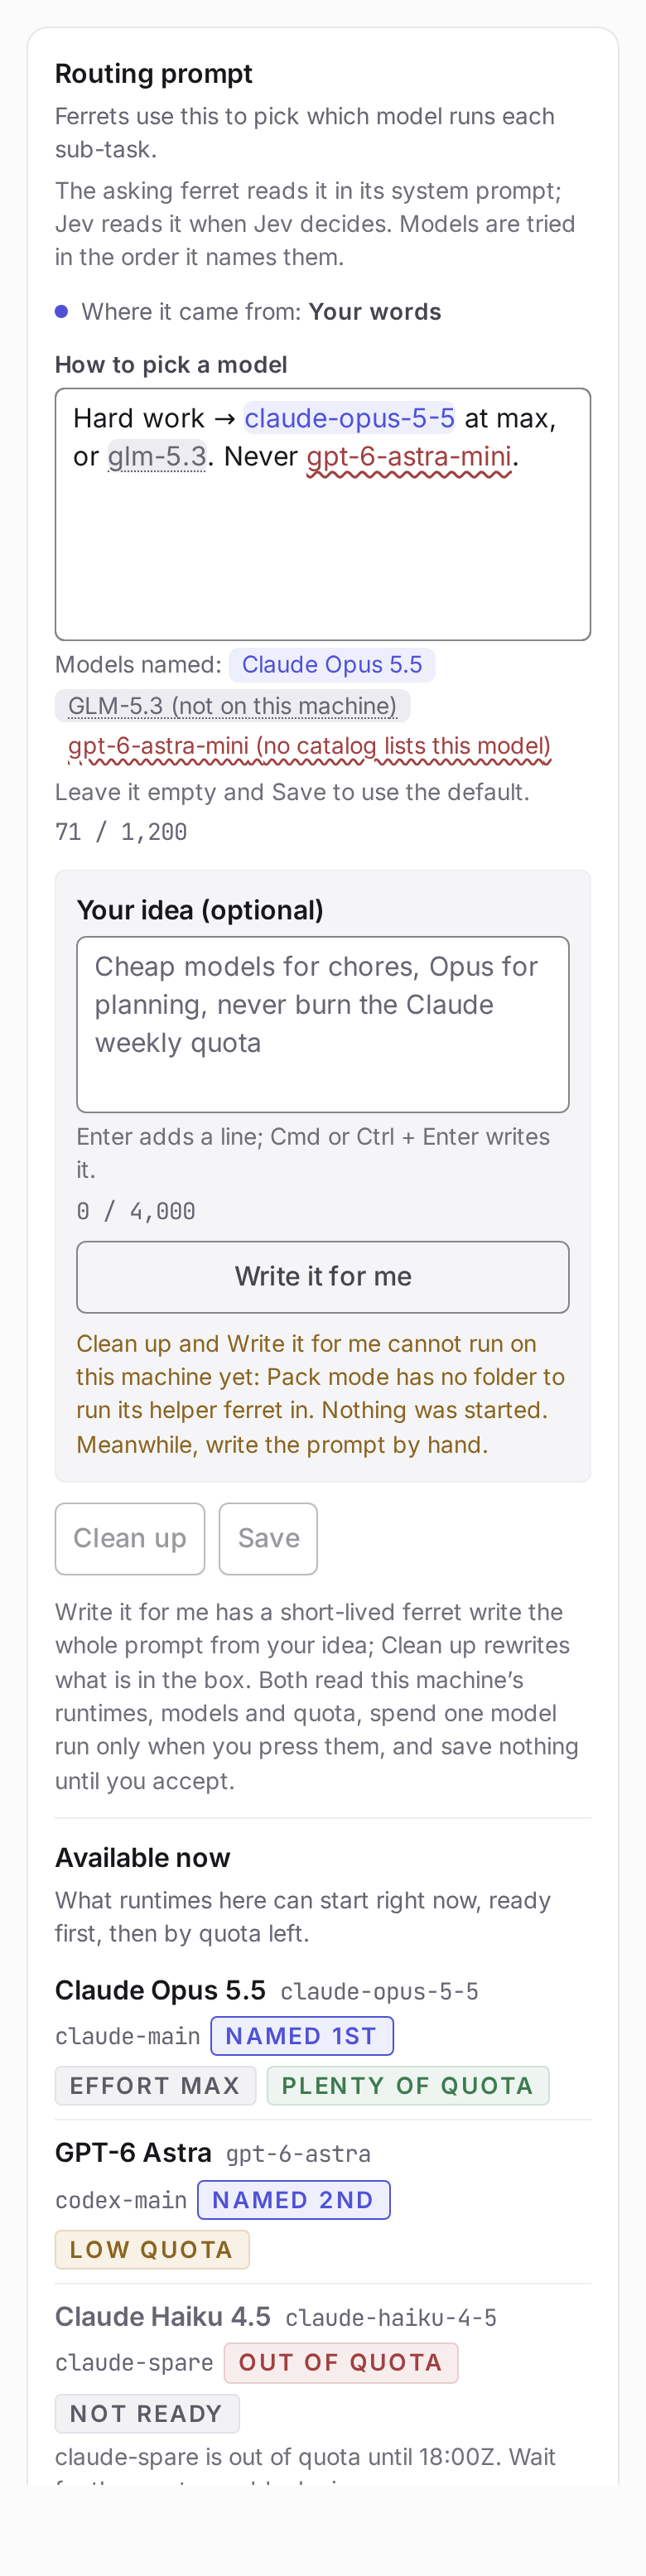 Routing prompt
Ferrets use this to pick which model runs each
sub-task.
The asking ferret reads it in its system prompt;
Jev reads it when Jev decides. Models are tried
in the order it names them.
Where it came from: Your words
How to pick a model
Hard work → claude-opus-5-5 at max,
or glm-5.3. Never gpt-6-astra-mini.
Models named: Claude Opus 5.5
GLM-5.3 (not on this machine)
gpt-6-astra-mini (no catalog lists this model)
Leave it empty and Save to use the default.
71 / 1,200
Your idea (optional)
Cheap models for chores, Opus for
planning, never burn the Claude
weekly quota
Enter adds a line; Cmd or Ctrl + Enter writes
it.
0 / 4,000
Write it for me
Clean up and Write it for me cannot run on
this machine yet: Pack mode has no folder to
run its helper ferret in. Nothing was started.
Meanwhile, write the prompt by hand.
Clean up Save
Write it for me has a short-lived ferret write the
whole prompt from your idea; Clean up rewrites
what is in the box. Both read this machine’s
runtimes, models and quota, spend one model
run only when you press them, and save nothing
until you accept.
Available now
What runtimes here can start right now, ready
first, then by quota left.
Claude Opus 5.5 claude-opus-5-5
claude-main NAMED 1ST
EFFORT MAX PLENTY OF QUOTA
GPT-6 Astra gpt-6-astra
codex-main NAMED 2ND
LOW QUOTA
Claude Haiku 4.5 claude-haiku-4-5
claude-spare OUT OF QUOTA
NOT READY
claude-spare is out of quota until 18:00Z. Wait